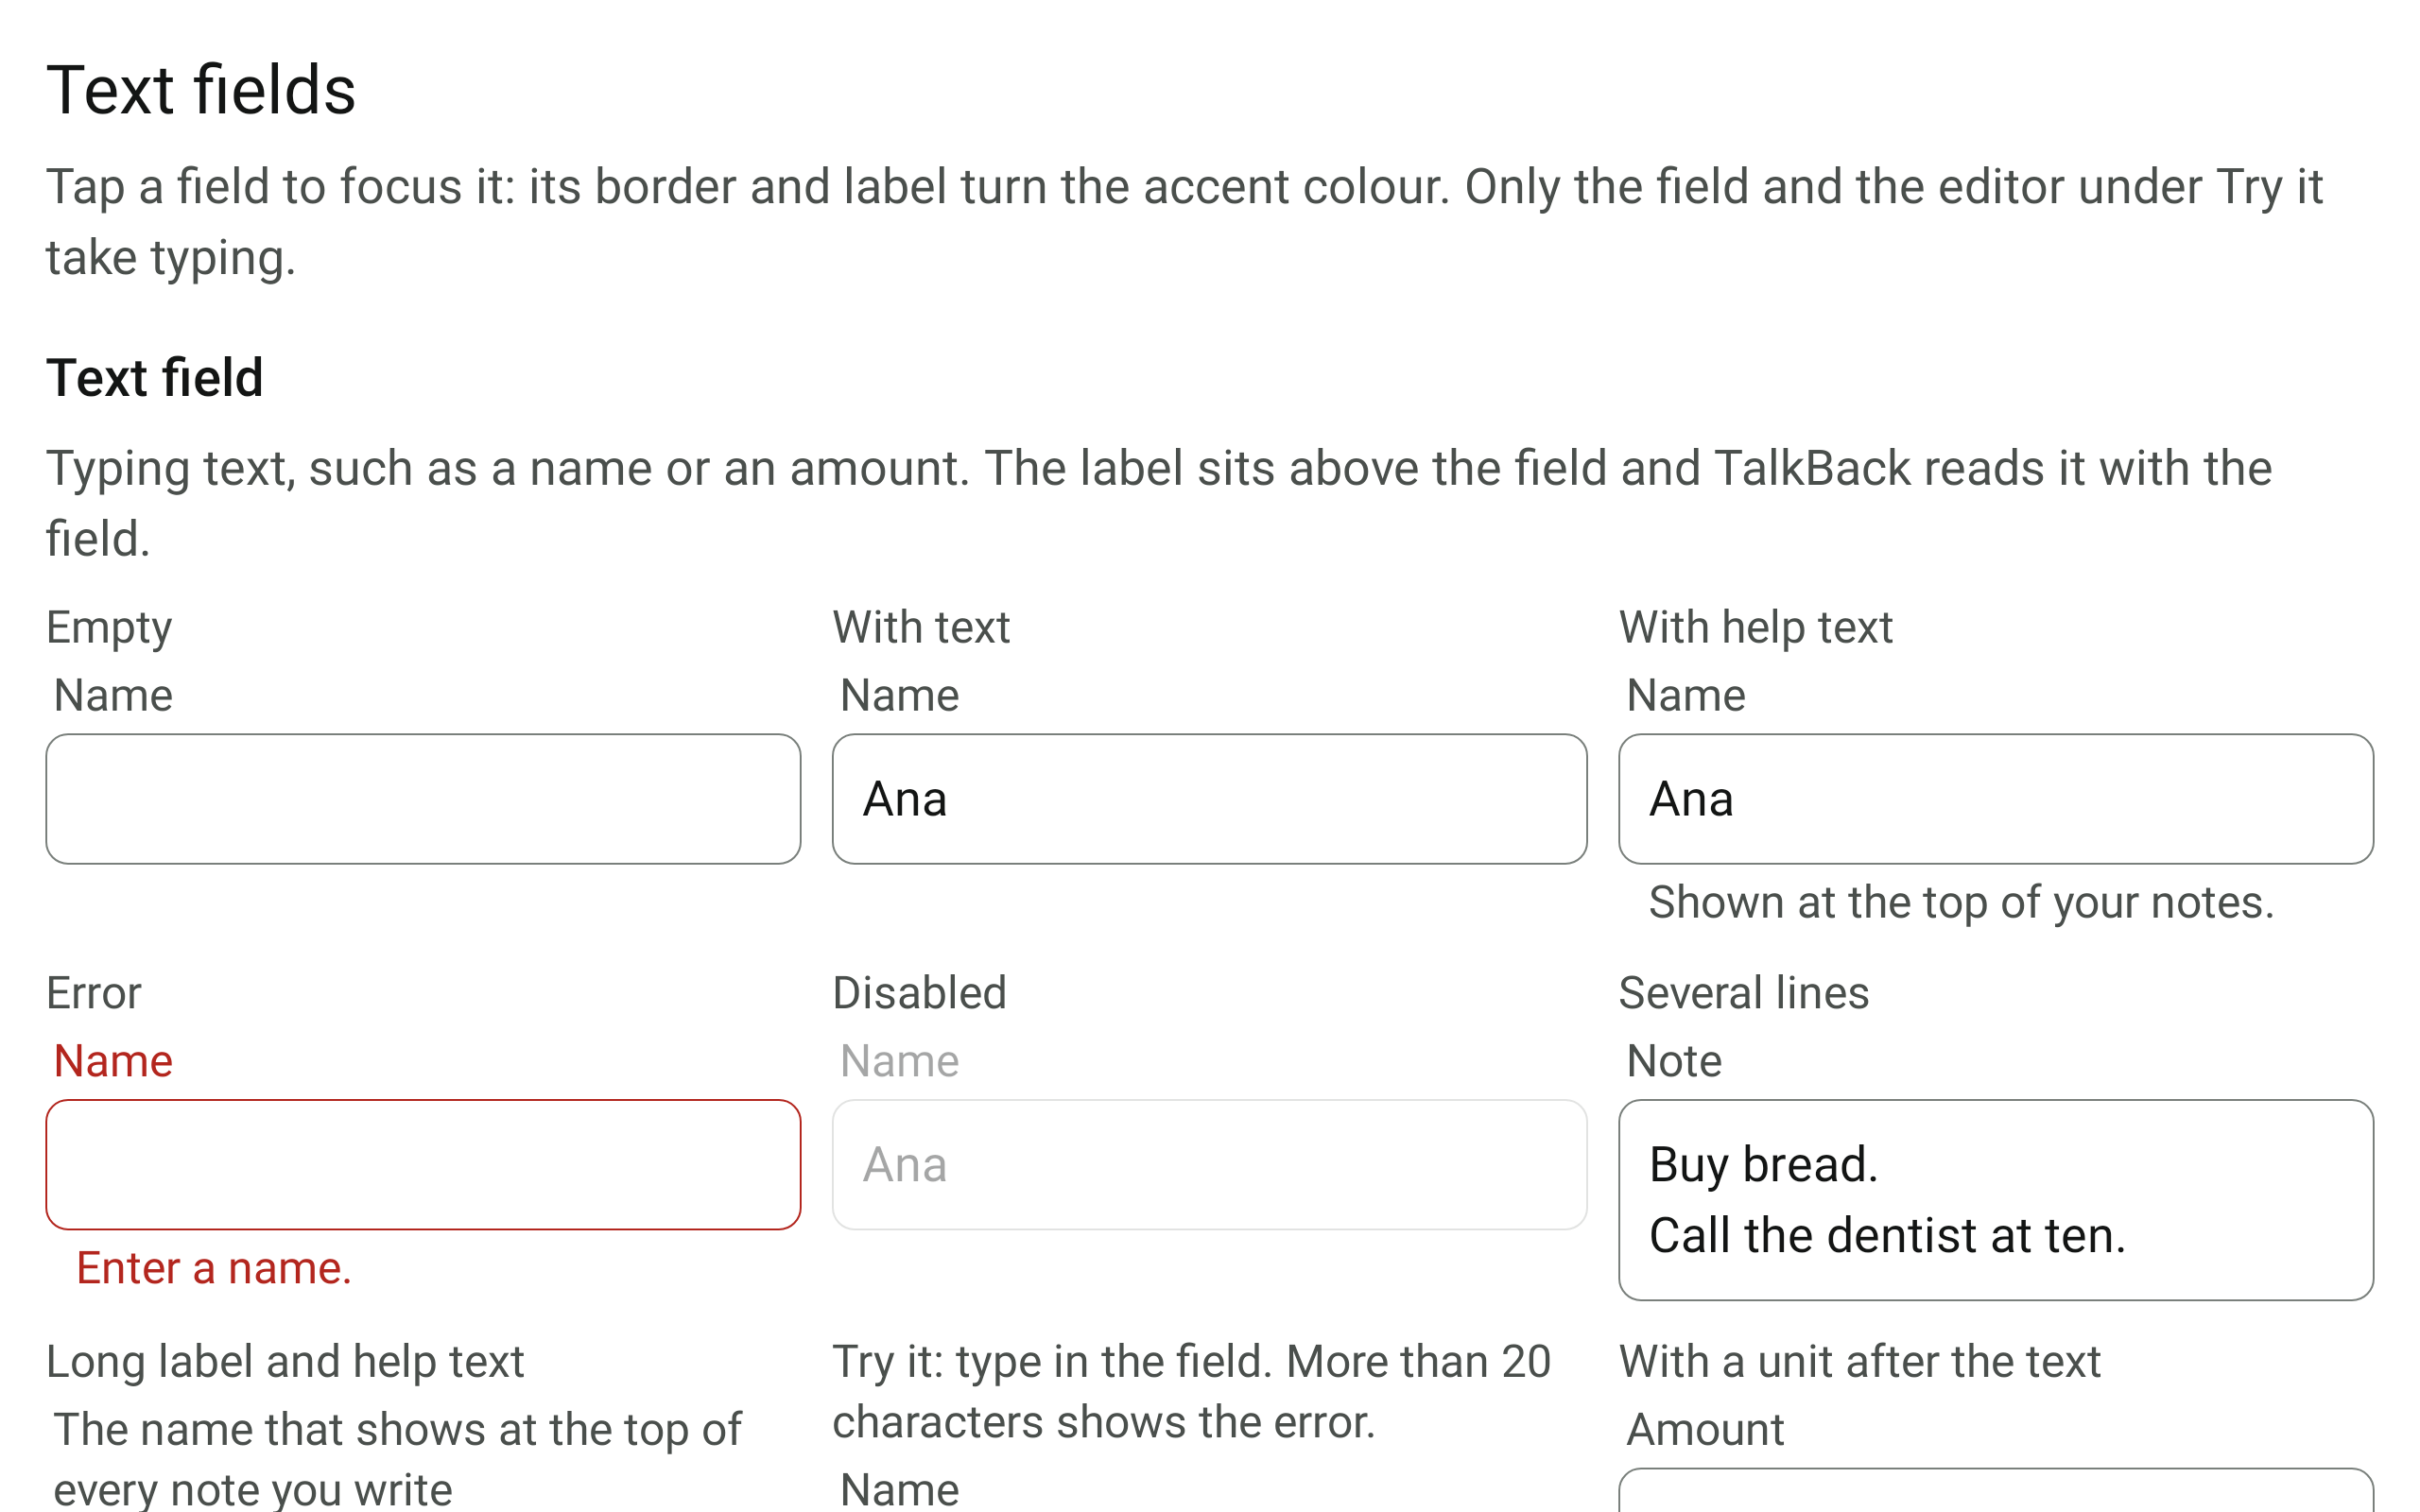 Text fields
Tap a field to focus it: its border and label turn the accent colour. Only the field and the editor under Try it
take typing.
Text field
Typing text, such as a name or an amount. The label sits above the field and TalkBack reads it with the
field.
Empty
Name
With text
Name
Ana
With help text
Name
Ana
Shown at the top of your notes.
Error
Name
Enter a name.
Disabled
Name
Ana
Several lines
Note
Buy bread.
Call the dentist at ten.
Long label and help text
The name that shows at the top of
every note you write
Try it: type in the field. More than 20
characters shows the error.
Name
With a unit after the text
Amount